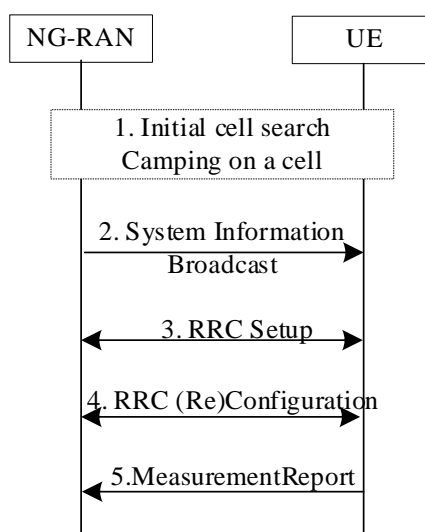 NG-RAN
UE
1. Initial cell search
Camping on a cell
2. System Information
Broadcast
3. RRC Setup
4. RRC (Re)Configuration
5.MeasurementReport